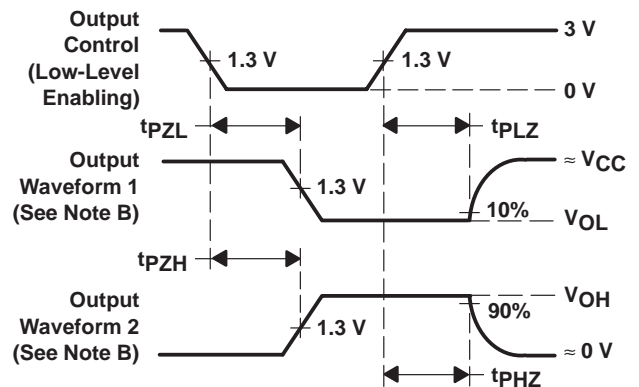 Output
Control
(Low-Level
Enabling)
1.3 V
1.3 V
3 V
0 V
tPZL
tPLZ
Output
Waveform 1
(See Note B)
1.3 V
≈ VCC
10%
VOL
tPZH
Output
Waveform 2
(See Note B)
1.3 V
VOH
90%
≈ 0 V
tPHZ